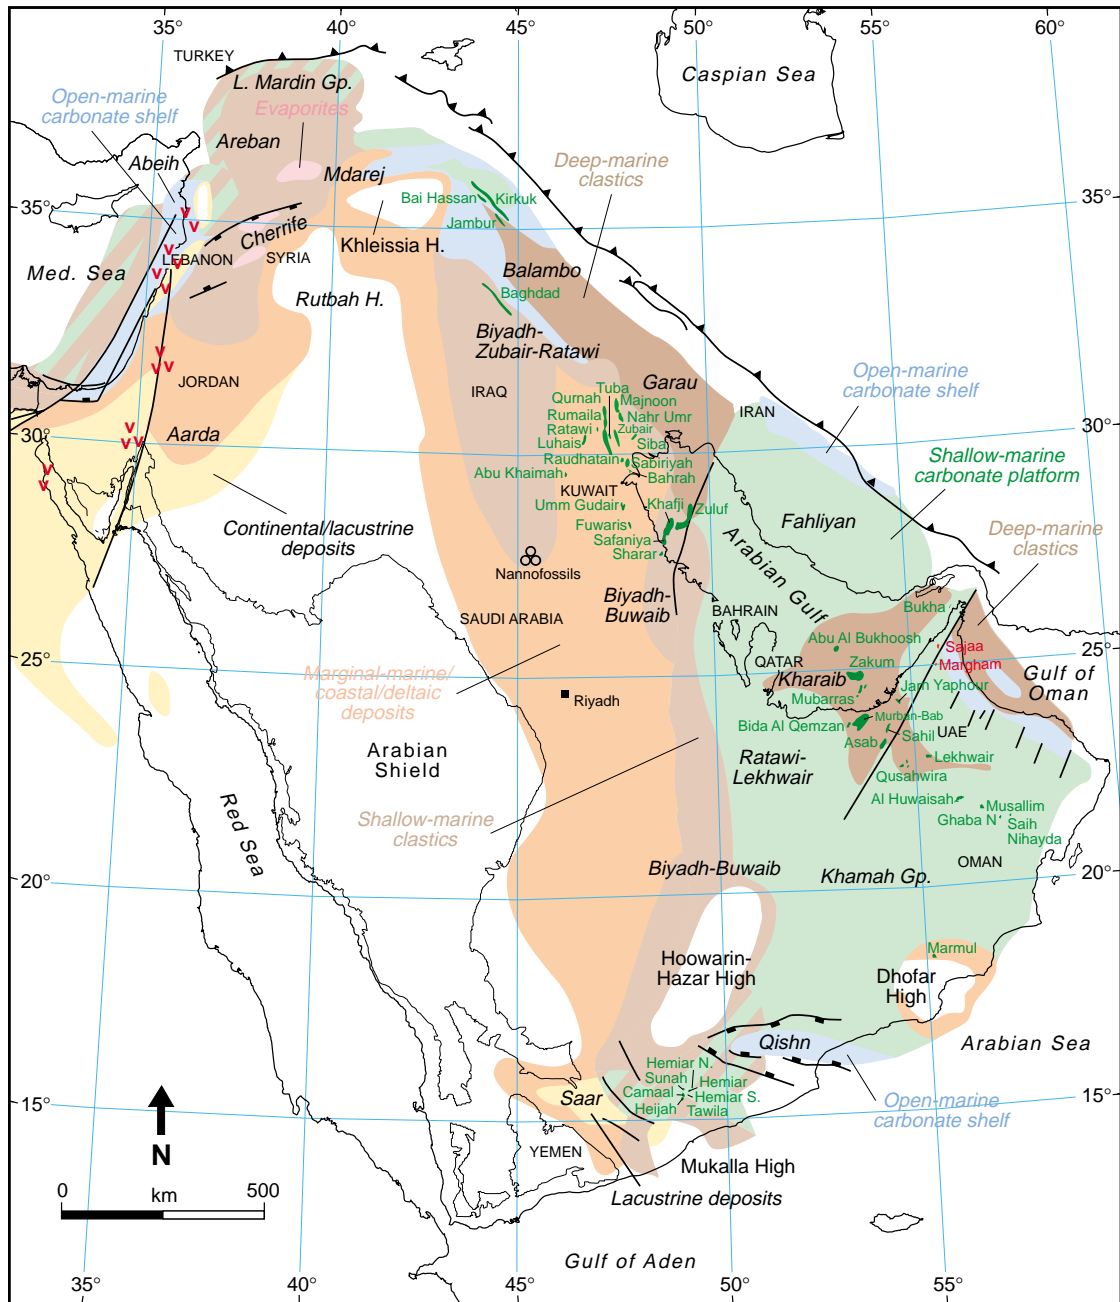 35°
40°
45°
50°
55°
60°
TURKEY
L. Mardin Gp.
Caspian Sea
Open-marine
carbonate shelf
Evaporites
Areban
Abeih
Mdarej
Deep-marine
clastics
35°
35°
Bai Hassan
Kirkuk
Jambur
Cherrife
Khleissia H.
LEBANON
SYRIA
Med. Sea
Balambo
Rutbah H.
Baghdad
Biyadh-
Zubair-Ratawi
JORDAN
IRAQ
Garau
Open-marine
carbonate shelf
Tuba
Qurnah
Majnoon
IRAN
Rumaila
Nahr Umr
Ratawi
Zubair
30°
Aarda
Luhais
Siba
30°
Raudhatain
Sabiriyah
Shallow-marine
carbonate platform
Abu Khaimah
Bahrah
KUWAIT
Umm Gudair
Khafji
Zuluf
Continental/lacustrine
deposits
Fuwaris
Safaniya
Sharar
Fahliyan
Deep-marine
clastics
Arabian Gulf
Nannofossils
Biyadh-
Buwaib
BAHRAIN
Bukha
SAUDI ARABIA
Abu Al Bukhoosh
Sajaa
25°
Marginal-marine/
coastal/deltaic
deposits
QATAR
Zakum
Margham
25°
Kharaib
Gulf of
Oman
Jarn Yaphour
Mubarras
Riyadh
Murban-Bab
Bida Al Qemzan
Sahil
UAE
Arabian
Shield
Asab
Ratawi-
Lekhwair
Lekhwair
Qusahwira
Red Sea
Al Huwaisah
Musallim
Shallow-marine
clastics
Ghaba N
Saih
Nihayda
20°
Biyadh-Buwaib
Khamah Gp.
OMAN
20°
Hoowarin-
Hazar High
Marmul
Dhofar
High
Qishn
Arabian Sea
Hemiar N.
Sunah
Hemiar
Camaal
Hemiar S.
Heijah
Tawila
15°
Saar
Open-marine
carbonate shelf
15°
N
YEMEN
Mukalla High
Lacustrine deposits
0
km
500
Gulf of Aden
35°
40°
45°
50°
55°